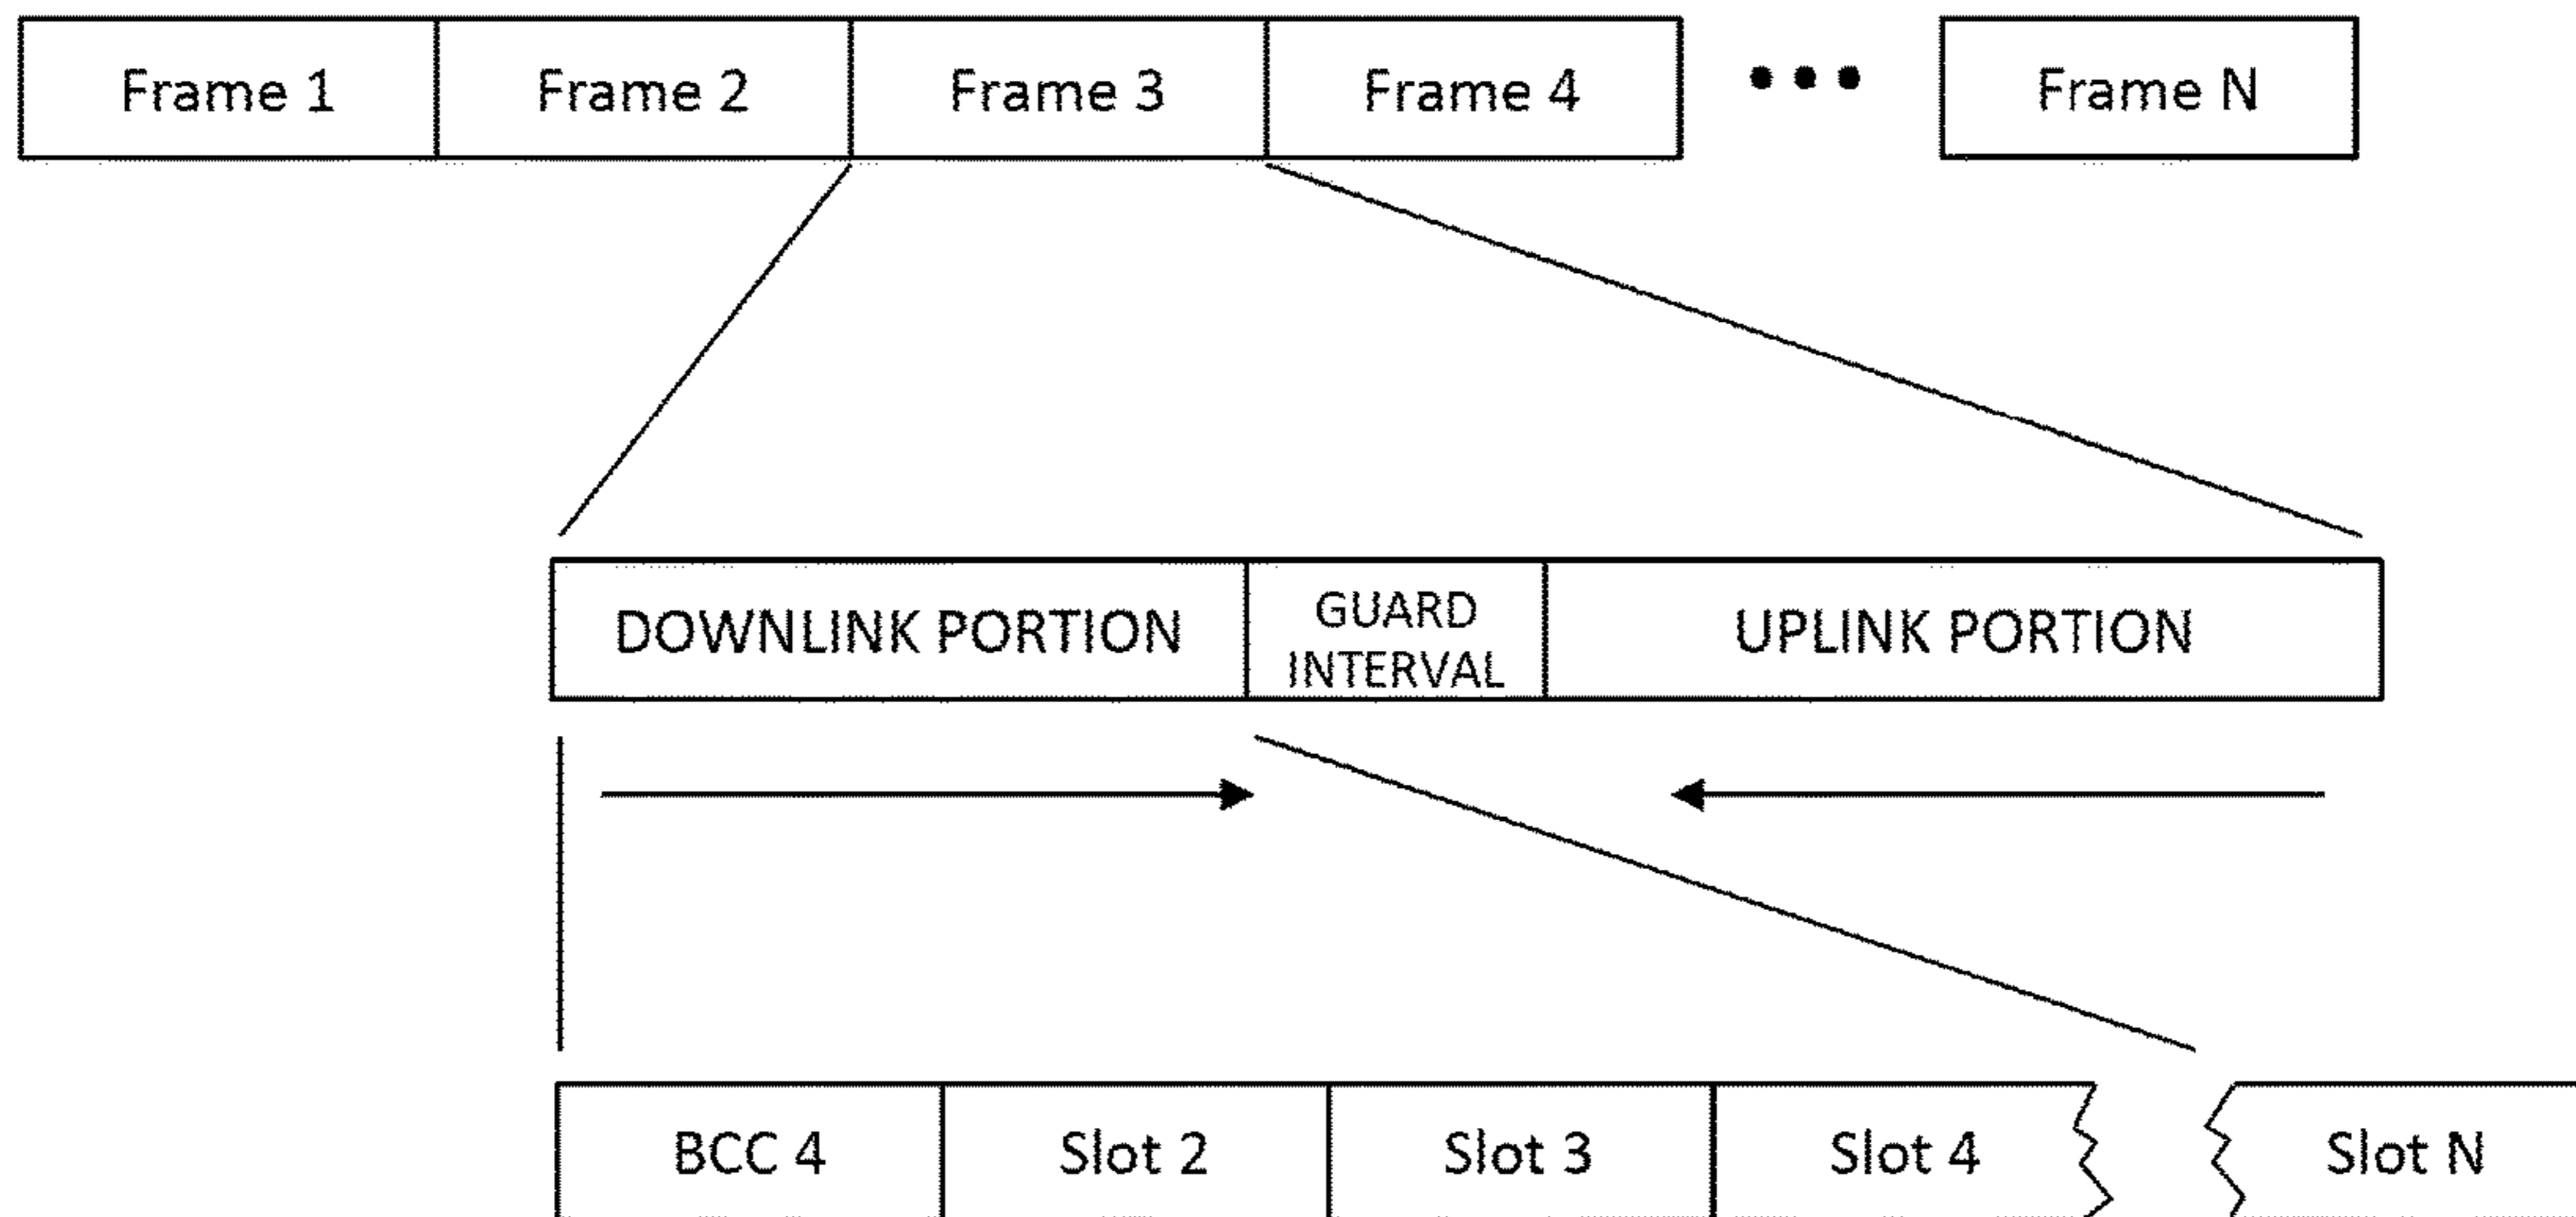 Frame 1 Frame 2 Frame 3 Frame 4 ••• Frame N
DOWNLINK PORTION GUARD INTERVAL UPLINK PORTION
BCC 4 Slot 2 Slot 3 Slot 4 Slot N